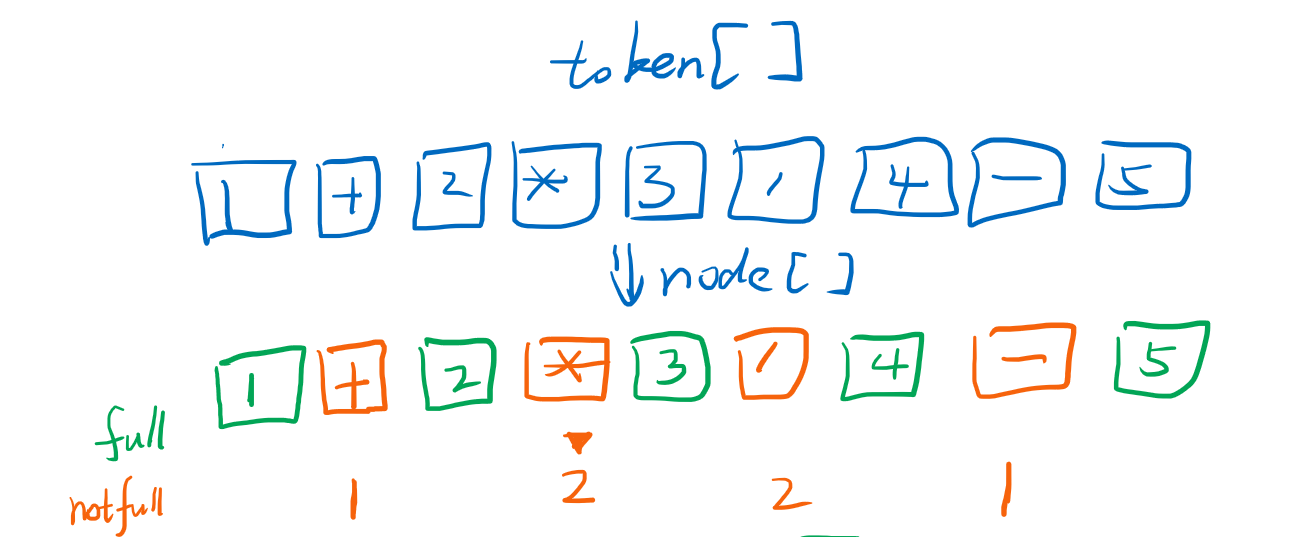 token[ ]
1 + 2 * 3 / 4 - 5
node[ ]
1 + 2 * 3 / 4 - 5
full
notfull 1 2 2 1